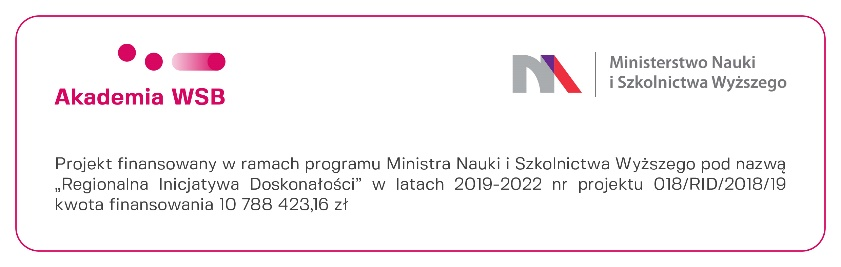 Akademia WSB
Ministerstwo Nauki
i Szkolnictwa Wyższego
Projekt finansowany w ramach programu Ministra Nauki i Szkolnictwa Wyższego pod nazwą
„Regionalna Inicjatywa Doskonałości” w latach 2019-2022 nr projektu 018/RID/2018/19
kwota finansowania 10 788 423,16 zł